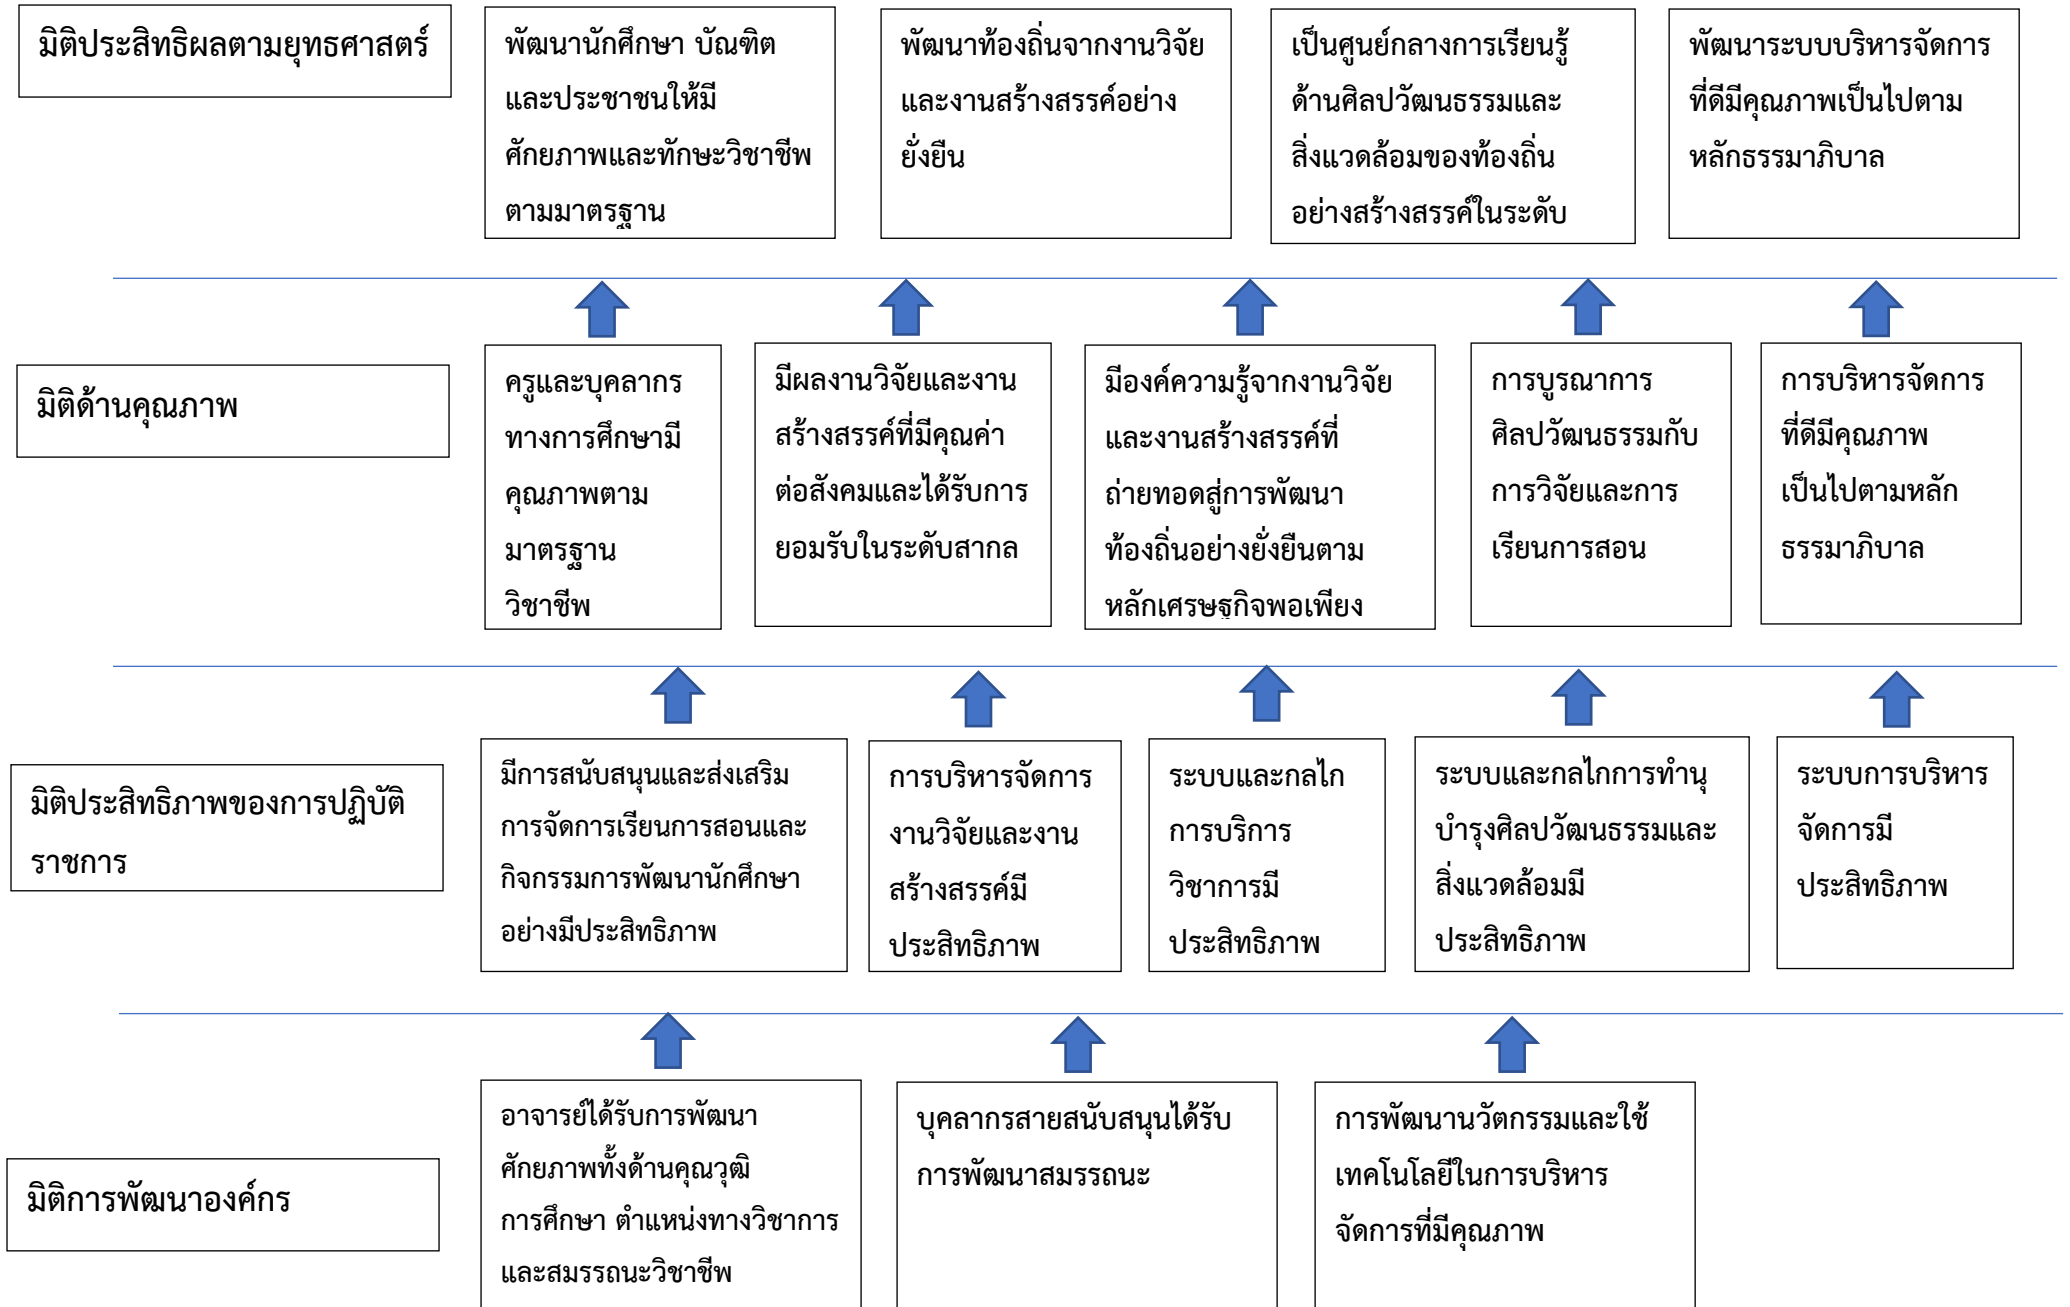 มิติประสิทธิผลตามยุทธศาสตร์
พัฒนานักศึกษา บัณฑิต
และประชาชนให้มี
ศักยภาพและทักษะวิชาชีพ
ตามมาตรฐาน
พัฒนาท้องถิ่นจากงานวิจัย
และงานสร้างสรรค์อย่าง
ยั่งยืน
เป็นศูนย์กลางการเรียนรู้
ด้านศิลปวัฒนธรรมและ
สิ่งแวดล้อมของท้องถิ่น
อย่างสร้างสรรค์ในระดับ
พัฒนาระบบบริหารจัดการ
ที่ดีมีคุณภาพเป็นไปตาม
หลักธรรมาภิบาล
มิติด้านคุณภาพ
ครูและบุคลากร
ทางการศึกษามี
คุณภาพตาม
มาตรฐาน
วิชาชีพ
มีผลงานวิจัยและงาน
สร้างสรรค์ที่มีคุณค่า
ต่อสังคมและได้รับการ
ยอมรับในระดับสากล
มีองค์ความรู้จากงานวิจัย
และงานสร้างสรรค์ที่
ถ่ายทอดสู่การพัฒนา
ท้องถิ่นอย่างยั่งยืนตาม
หลักเศรษฐกิจพอเพียง
การบูรณาการ
ศิลปวัฒนธรรมกับ
การวิจัยและการ
เรียนการสอน
การบริหารจัดการ
ที่ดีมีคุณภาพ
เป็นไปตามหลัก
ธรรมาภิบาล
มิติประสิทธิภาพของการปฏิบัติ
ราชการ
มีการสนับสนุนและส่งเสริม
การจัดการเรียนการสอนและ
กิจกรรมการพัฒนานักศึกษา
อย่างมีประสิทธิภาพ
การบริหารจัดการ
งานวิจัยและงาน
สร้างสรรค์มี
ประสิทธิภาพ
ระบบและกลไก
การบริการ
วิชาการมี
ประสิทธิภาพ
ระบบและกลไกการทำนุ
บำรุงศิลปวัฒนธรรมและ
สิ่งแวดล้อมมี
ประสิทธิภาพ
ระบบการบริหาร
จัดการมี
ประสิทธิภาพ
มิติการพัฒนาองค์กร
อาจารย์ได้รับการพัฒนา
ศักยภาพทั้งด้านคุณวุฒิ
การศึกษา ตำแหน่งทางวิชาการ
และสมรรถนะวิชาชีพ
บุคลากรสายสนับสนุนได้รับ
การพัฒนาสมรรถนะ
การพัฒนานวัตกรรมและใช้
เทคโนโลยีในการบริหาร
จัดการที่มีคุณภาพ